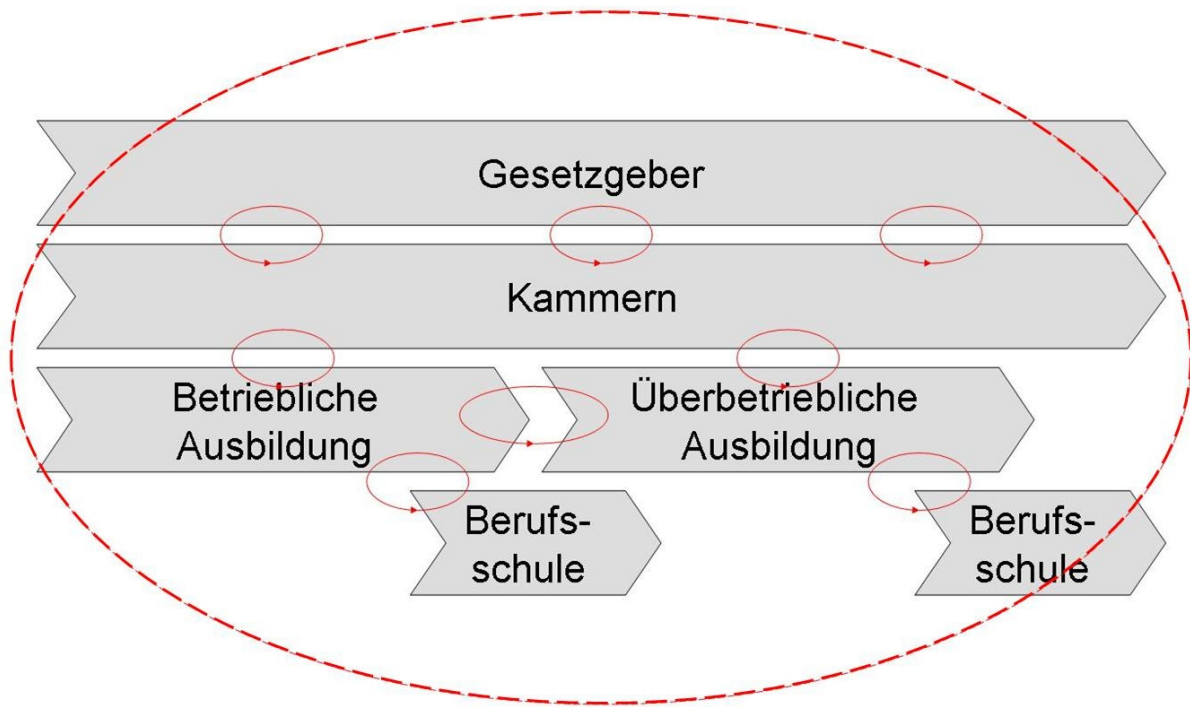 Gesetzgeber
Kammern
Betriebliche
Ausbildung
Überbetriebliche
Ausbildung
Berufs-
schule
Berufs-
schule